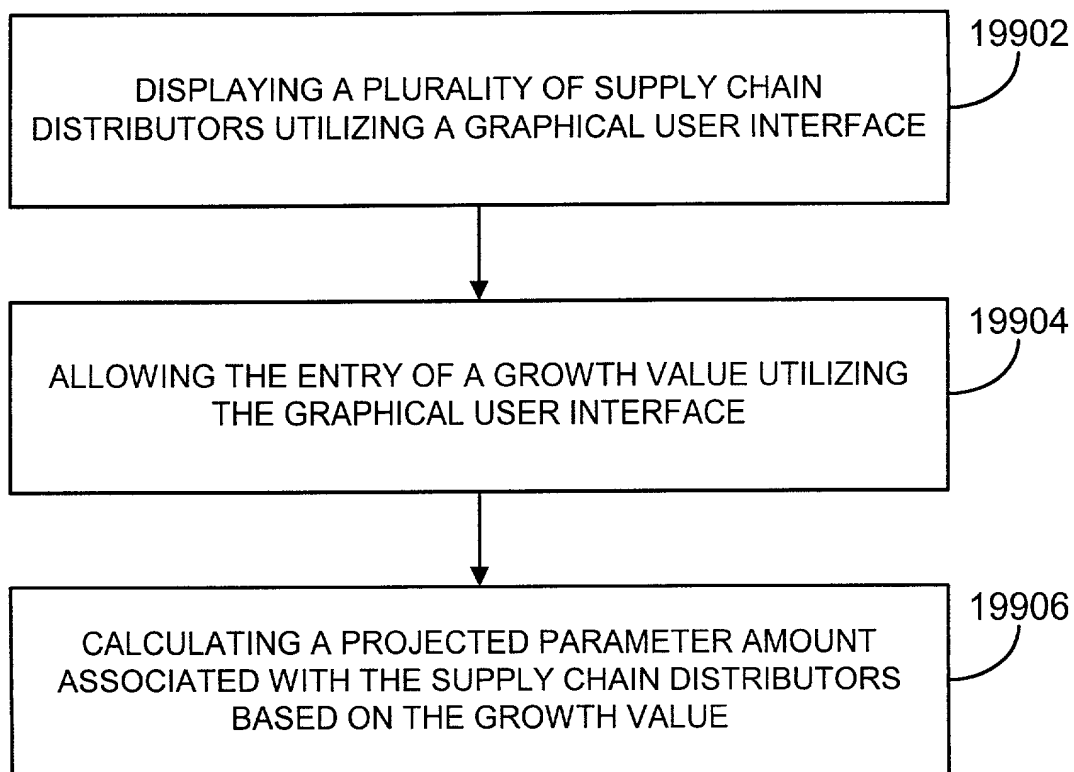 19902
DISPLAYING A PLURALITY OF SUPPLY CHAIN
DISTRIBUTORS UTILIZING A GRAPHICAL USER INTERFACE
19904
ALLOWING THE ENTRY OF A GROWTH VALUE UTILIZING
THE GRAPHICAL USER INTERFACE
19906
CALCULATING A PROJECTED PARAMETER AMOUNT
ASSOCIATED WITH THE SUPPLY CHAIN DISTRIBUTORS
BASED ON THE GROWTH VALUE